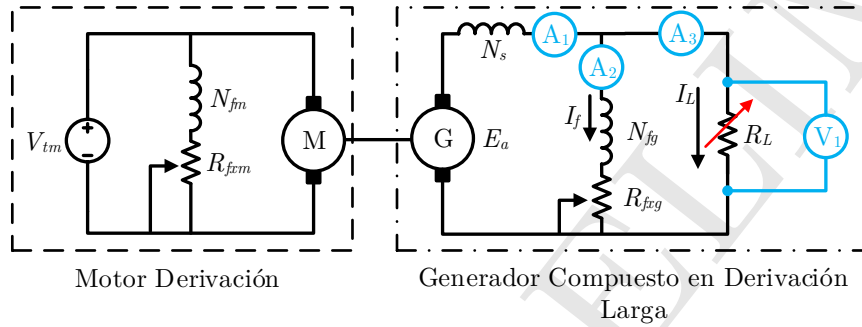 N_s
A_1
A_3
A_2
V_tm
N_fm
M
R_fxm
G
E_a
I_f
N_fg
R_fxg
I_L
R_L
V_1
Motor Derivación
Generador Compuesto en Derivación
Larga
ELIN